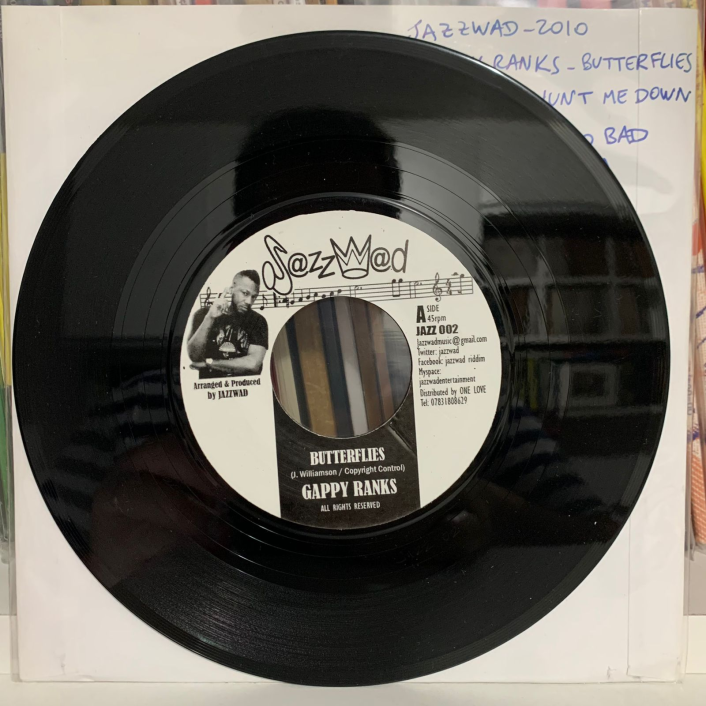 JAZZWAD-2010
RANKS - BUTTERFLIES
HUNT ME DOWN
BAD
J@zzW@d
A SIDE
45rpm
JAZZ 002
Jazzwadmusic@gmail.com
Twitter: jazzwad
Facebook: jazzwad riddim
Myspace:
jazzwadentertainment
Distributed by ONE LOVE
Tel: 07831808629
Arranged & Produced
by JAZZWAD
BUTTERFLIES
(J. Williamson / Copyright Control)
GAPPY RANKS
ALL RIGHTS RESERVED